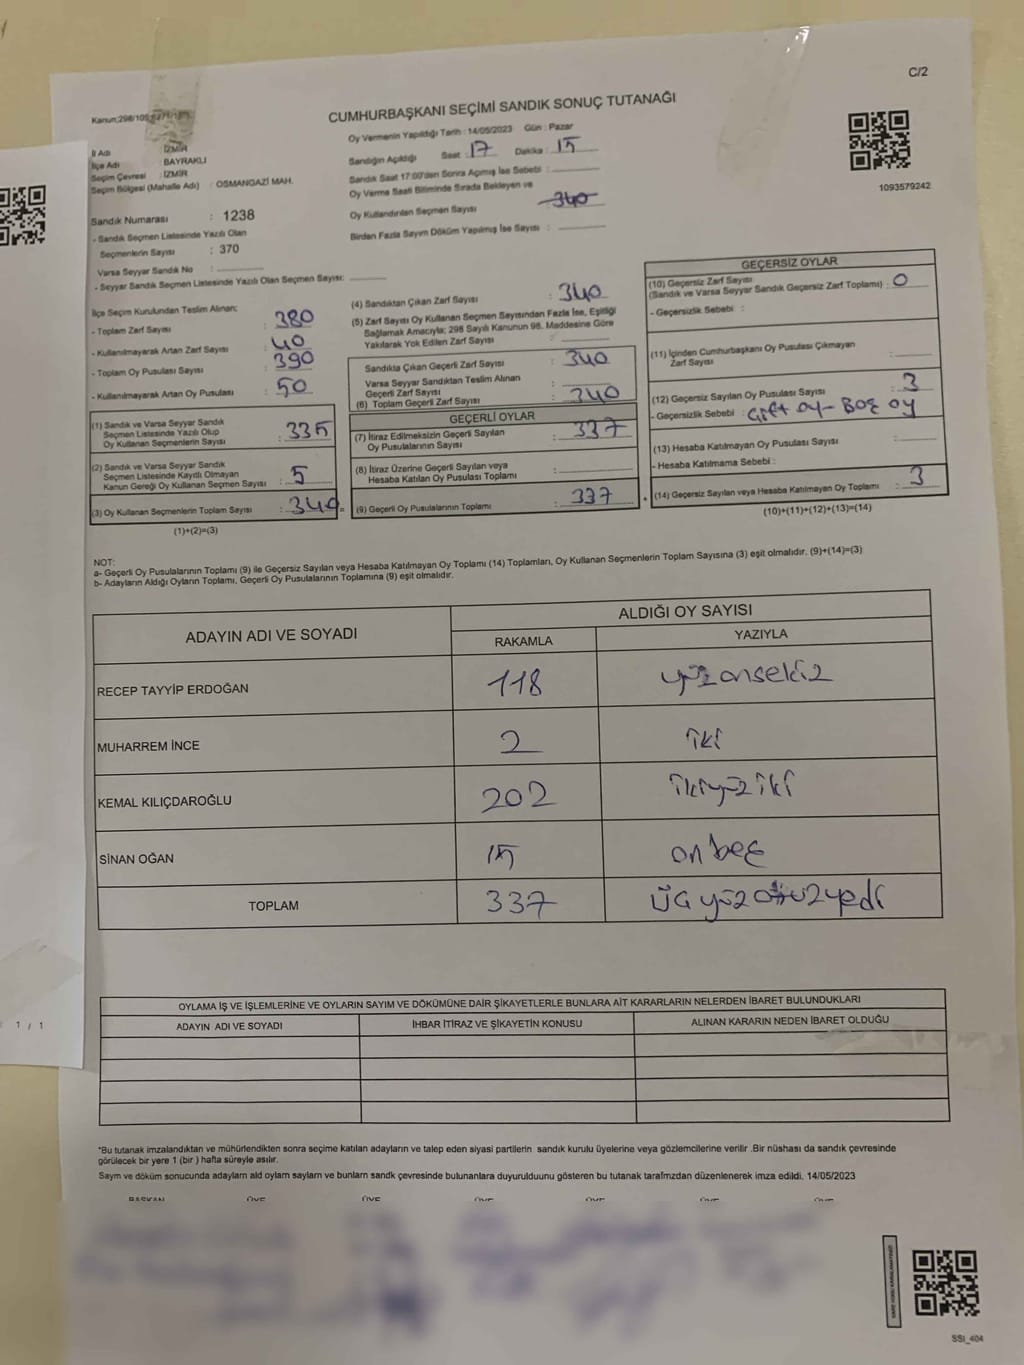 C/2
CUMHURBAŞKANI SEÇİMİ SANDIK SONUÇ TUTANAĞI
İl Adı : İZMİR
İlçe Adı : BAYRAKLI
Seçim Çevresi : İZMİR
Seçim Bölgesi (Mahalle Adı) : OSMANGAZİ MAH.
Sandık Numarası : 1238
- Sandık Seçmen Listesinde Yazılı Olan
Seçmenlerin Sayısı : 370
Varsa Seyyar Sandık No :
- Seyyar Sandık Seçmen Listesinde Yazılı Olan Seçmen Sayısı:
Oy Vermenin Yapıldığı Tarih : 14/05/2023 Gün : Pazar
Sandığın Açıldığı Saat : 17 Dakika : 15
Sandık Saat 17:00'den Sonra Açılmış İse Sebebi :
Oy Verme Saati Bitiminde Sırada Bekleyen ve
Oy Kullandırılan Seçmen Sayısı : 340
Birden Fazla Sayım Döküm Yapılmış İse Sayısı :
1093579242
İlçe Seçim Kurulundan Teslim Alınan;
- Toplam Zarf Sayısı : 380
- Kullanılmayarak Artan Zarf Sayısı : 40
- Toplam Oy Pusulası Sayısı : 390
- Kullanılmayarak Artan Oy Pusulası : 50
(1) Sandık ve Varsa Seyyar Sandık
Seçmen Listesinde Yazılı Olup
Oy Kullanan Seçmenlerin Sayısı : 335
(2) Sandık ve Varsa Seyyar Sandık
Seçmen Listesinde Kayıtlı Olmayan
Kanun Gereği Oy Kullanan Seçmen Sayısı : 5
(3) Oy Kullanan Seçmenlerin Toplam Sayısı : 340
(1)+(2)=(3)
(4) Sandıktan Çıkan Zarf Sayısı : 340
(5) Zarf Sayısı Oy Kullanan Seçmen Sayısından Fazla İse, Eşitliği
Sağlamak Amacıyla; 298 Sayılı Kanunun 98. Maddesine Göre
Yakılarak Yok Edilen Zarf Sayısı :
Sandıkta Çıkan Geçerli Zarf Sayısı : 340
Varsa Seyyar Sandıktan Teslim Alınan
Geçerli Zarf Sayısı :
(6) Toplam Geçerli Zarf Sayısı : 340
GEÇERLİ OYLAR
(7) İtiraz Edilmeksizin Geçerli Sayılan
Oy Pusulalarının Sayısı : 337
(8) İtiraz Üzerine Geçerli Sayılan veya
Hesaba Katılan Oy Pusulası Toplamı :
(9) Geçerli Oy Pusulalarının Toplamı : 337
GEÇERSİZ OYLAR
(10) Geçersiz Zarf Sayısı
(Sandık ve Varsa Seyyar Sandık Geçersiz Zarf Toplamı) : 0
- Geçersizlik Sebebi :
(11) İçinden Cumhurbaşkanı Oy Pusulası Çıkmayan
Zarf Sayısı :
(12) Geçersiz Sayılan Oy Pusulası Sayısı : 3
- Geçersizlik Sebebi : Çift oy - Boş oy
(13) Hesaba Katılmayan Oy Pusulası Sayısı :
- Hesaba Katılmama Sebebi :
(14) Geçersiz Sayılan veya Hesaba Katılmayan Oy Toplamı : 3
(10)+(11)+(12)+(13)=(14)
NOT:
a- Geçerli Oy Pusulalarının Toplamı (9) ile Geçersiz Sayılan veya Hesaba Katılmayan Oy Toplamı (14) Toplamları, Oy Kullanan Seçmenlerin Toplam Sayısına (3) eşit olmalıdır. (9)+(14)=(3)
b- Adayların Aldığı Oyların Toplamı, Geçerli Oy Pusulalarının Toplamına (9) eşit olmalıdır.
ADAYIN ADI VE SOYADI ALDIĞI OY SAYISI
RAKAMLA YAZIYLA
RECEP TAYYİP ERDOĞAN 118 yüzonsekiz
MUHARREM İNCE 2 iki
KEMAL KILIÇDAROĞLU 202 ikiyüz iki
SİNAN OĞAN 15 on beş
TOPLAM 337 üç yüz otuz yedi
OYLAMA İŞ VE İŞLEMLERİNE VE OYLARIN SAYIM VE DÖKÜMÜNE DAİR ŞİKAYETLERLE BUNLARA AİT KARARLARIN NELERDEN İBARET BULUNDUKLARI
ADAYIN ADI VE SOYADI İHBAR İTİRAZ VE ŞİKAYETİN KONUSU ALINAN KARARIN NEDEN İBARET OLDUĞU
1 / 1
*Bu tutanak imzalandıktan ve mühürlendikten sonra seçime katılan adayların ve talep eden siyasi partilerin sandık kurulu üyelerine veya gözlemcilerine verilir .Bir nüshası da sandık çevresinde
görülecek bir yere 1 (bir ) hafta süreyle asılır.
Sayım ve döküm sonucunda adayların aldı oyların sayların ve bunların sandk çevresinde bulunanlara duyurulduunu gösteren bu tutanak tarafmzdan düzenlenerek imza edildi. 14/05/2023
BAŞKAN ÜYE ÜYE ÜYE ÜYE ÜYE ÜYE
SSI_404